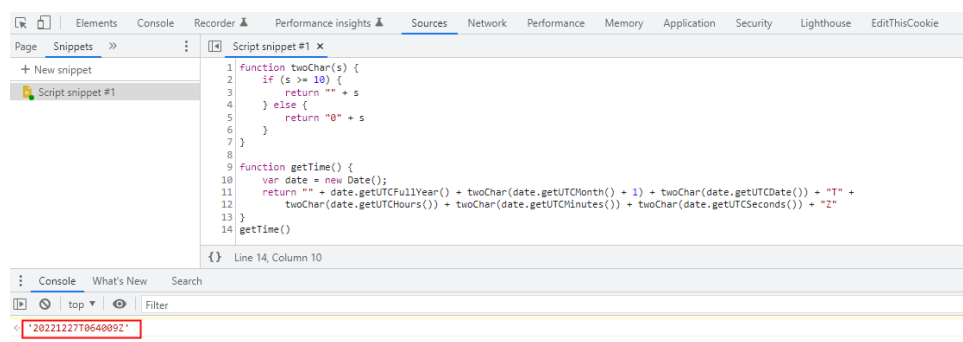 Elements Console Recorder Performance insights Sources Network Performance Memory Application Security Lighthouse EditThisCookie
Page Snippets » Script snippet #1 ×
+ New snippet
Script snippet #1
1 function twoChar(s) {
2     if (s >= 10) {
3         return "" + s
4     } else {
5         return "0" + s
6     }
7 }
8
9 function getTime() {
10     var date = new Date();
11     return "" + date.getUTCFullYear() + twoChar(date.getUTCMonth() + 1) + twoChar(date.getUTCDate()) + "T" +
12         twoChar(date.getUTCHours()) + twoChar(date.getUTCMinutes()) + twoChar(date.getUTCSeconds()) + "Z"
13 }
14 getTime()
{} Line 14, Column 10
Console What's New Search
top ▼ Filter
'20221227T064009Z'